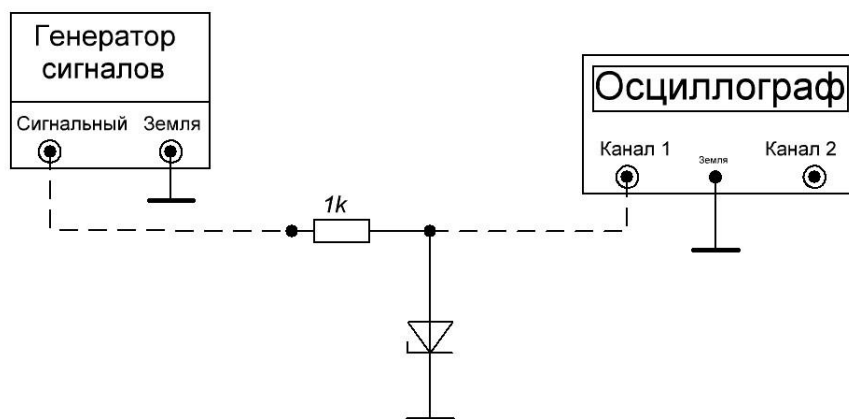 Генератор
сигналов
Сигнальный Земля
Осциллограф
Канал 1 Земля Канал 2
1k